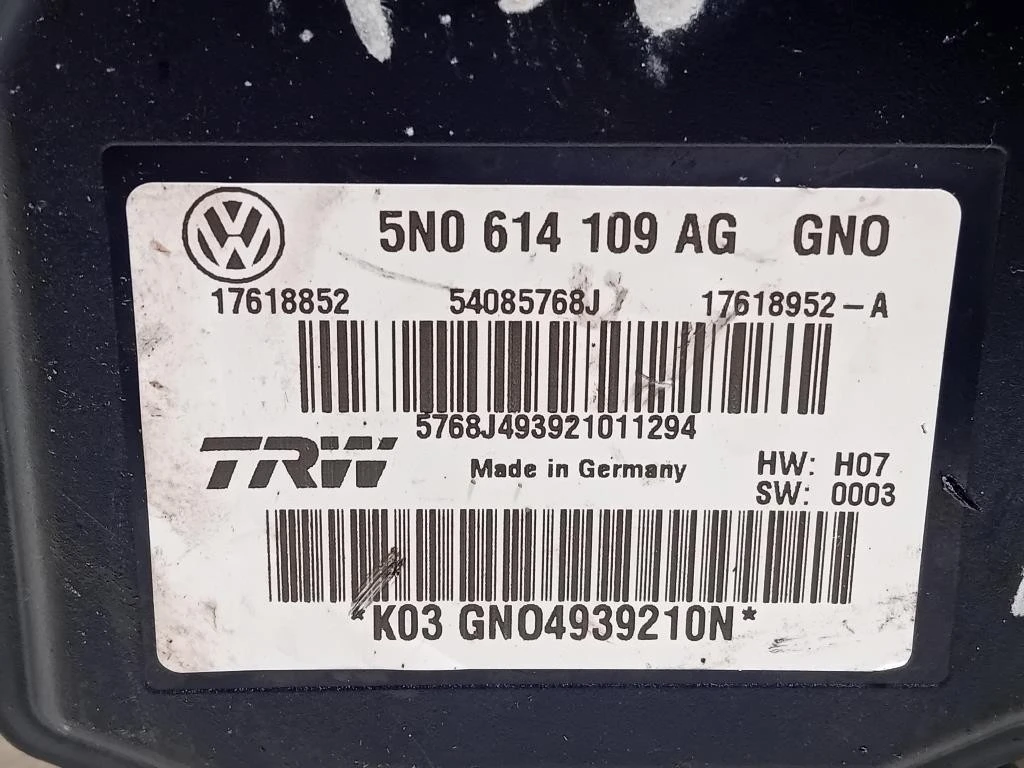 5N0 614 109 AG GNO
17618852 54085768J 17618952-A
5768J493921011294
TRW Made in Germany HW: H07
SW: 0003
*K03 GNO4939210N*